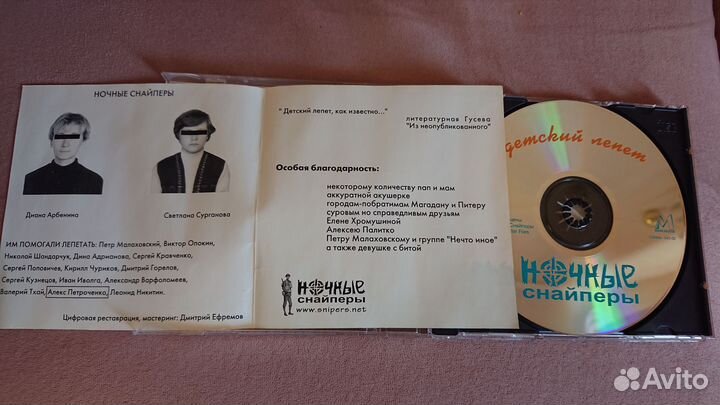 НОЧНЫЕ СНАЙПЕРЫ
Диана Арбенина
Светлана Сурганова
ИМ ПОМОГАЛИ ЛЕПЕТАТЬ: Петр Малаховский, Виктор Опокин,
Николай Шандарчук, Дина Адрианова, Сергей Кравченко,
Сергей Поповичев, Кирилл Чуриков, Дмитрий Горелов,
Сергей Кузнецов, Иван Иволга, Александр Варфоломеев,
Валерий Тхай, Алекс Петроченко, Леонид Никитин.
Цифровая реставрация, мастеринг: Дмитрий Ефремов
" Детский лепет, как известно..."
литературная Гусева
"Из неопубликованного"
Особая благодарность:
некоторому количеству пап и мам
аккуратной акушерке
городам-побратимам Магадану и Питеру
суровым но справедливым друзьям
Елене Хромушиной
Алексею Палитко
Петру Малаховскому и группе "Нечто иное"
а также девушке с битой
НОЧНЫЕ
снайперы
www.snipers.net
детский лепет
НОЧНЫЕ
снайперы
Avito